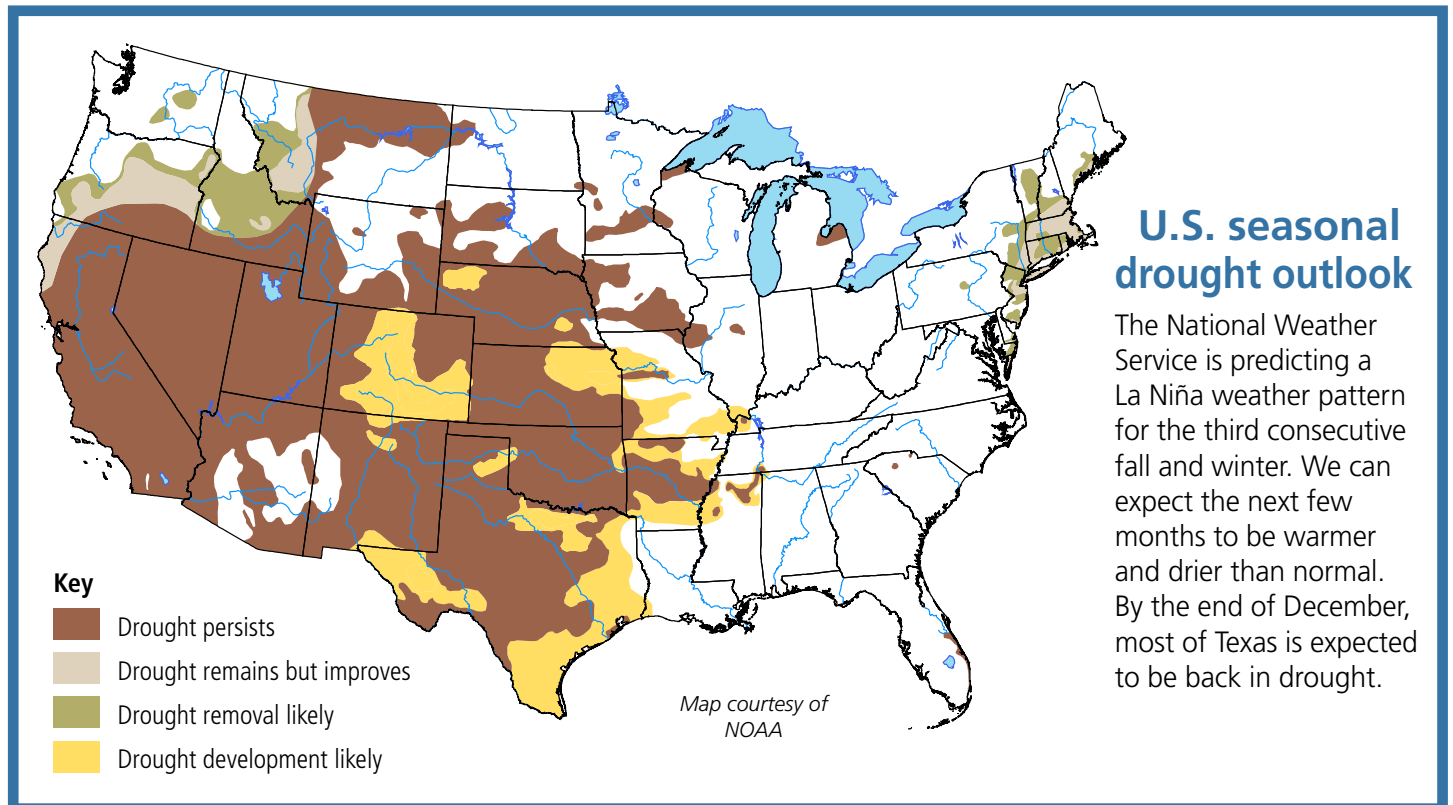 U.S. seasonal
drought outlook
The National Weather
Service is predicting a
La Niña weather pattern
for the third consecutive
fall and winter. We can
expect the next few
months to be warmer
and drier than normal.
By the end of December,
most of Texas is expected
to be back in drought.
Key
Drought persists
Drought remains but improves
Drought removal likely
Drought development likely
Map courtesy of
NOAA